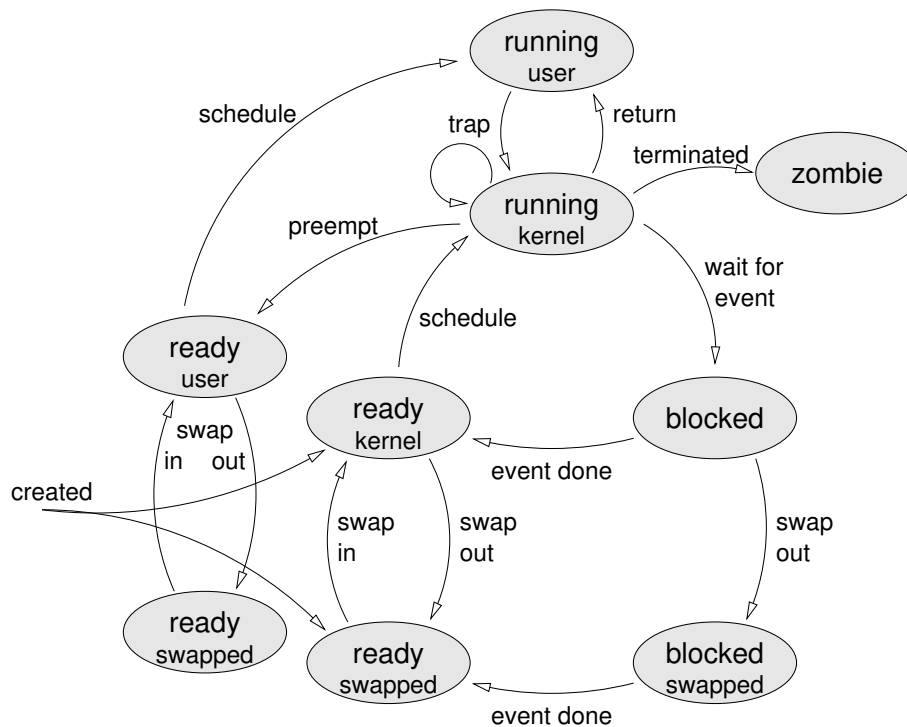 running
user
schedule
trap
return
terminated
zombie
running
kernel
preempt
wait for
event
schedule
ready
user
ready
kernel
blocked
swap
in out
event done
created
swap
in
swap
out
swap
out
ready
swapped
ready
swapped
blocked
swapped
event done